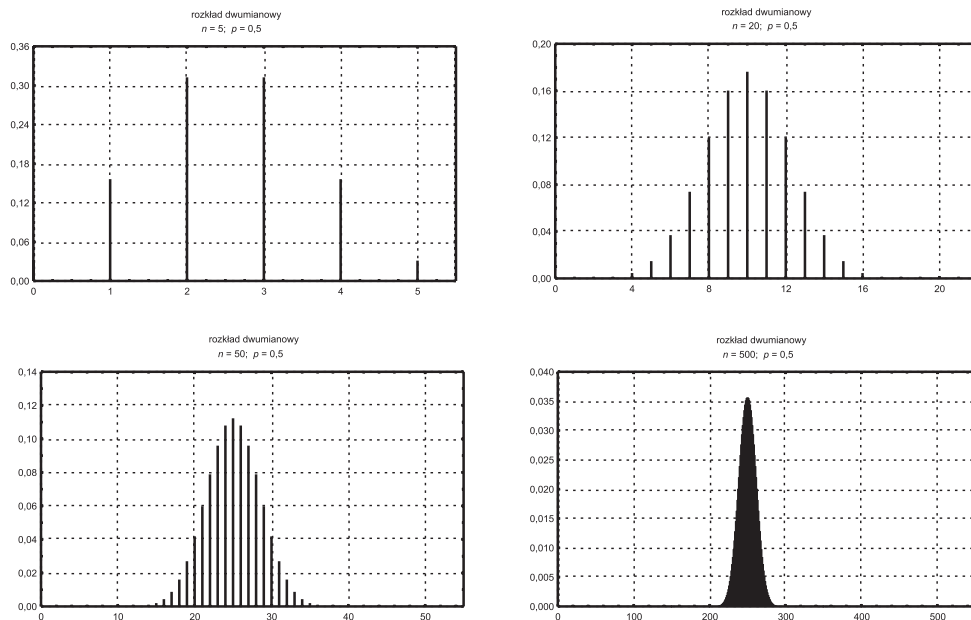 rozkład dwumianowy
n = 5; p = 0,5
0,36
0,30
0,24
0,18
0,12
0,06
0,00
0 1 2 3 4 5
rozkład dwumianowy
n = 20; p = 0,5
0,20
0,16
0,12
0,08
0,04
0,00
0 4 8 12 16 20
rozkład dwumianowy
n = 50; p = 0,5
0,14
0,12
0,10
0,08
0,06
0,04
0,02
0,00
0 10 20 30 40 50
rozkład dwumianowy
n = 500; p = 0,5
0,040
0,035
0,030
0,025
0,020
0,015
0,010
0,005
0,000
0 100 200 300 400 500